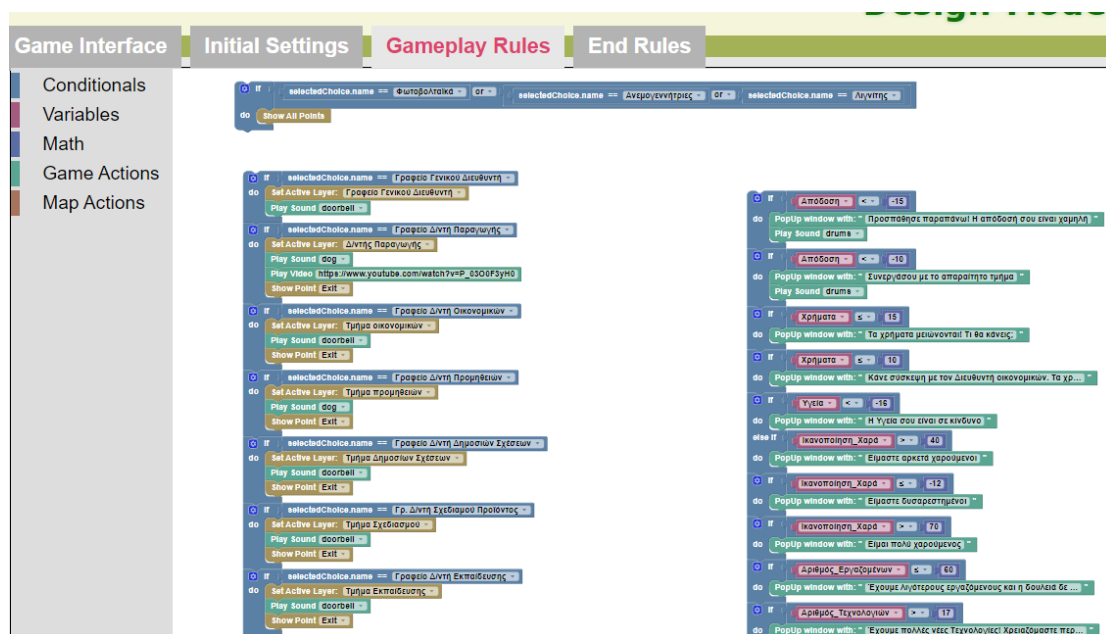 Design Mode
Game Interface
Initial Settings
Gameplay Rules
End Rules
Conditionals
Variables
Math
Game Actions
Map Actions
if selectedChoice.name == Φωτοβολταϊκά or selectedChoice.name == Ανεμογεννήτριες or selectedChoice.name == Λιγνίτης
do Show All Points
if selectedChoice.name == Γραφείο Γενικού Διευθυντή
do Set Active Layer: Γραφείο Γενικού Διευθυντή
Play Sound doorbell
if selectedChoice.name == Γραφείο Δ/ντή Παραγωγής
do Set Active Layer: Δ/ντής Παραγωγής
Play Sound dog
Play Video https://www.youtube.com/watch?v=P_03O0F3yH0
Show Point Exit
if selectedChoice.name == Γραφείο Δ/ντή Οικονομικών
do Set Active Layer: Τμήμα οικονομικών
Play Sound doorbell
Show Point Exit
if selectedChoice.name == Γραφείο Δ/ντή Προμηθειών
do Set Active Layer: Τμήμα προμηθειών
Play Sound dog
Show Point Exit
if selectedChoice.name == Γραφείο Δ/ντή Δημοσιών Σχέσεων
do Set Active Layer: Τμήμα Δημοσίων Σχέσεων
Play Sound doorbell
Show Point Exit
if selectedChoice.name == Γρ. Δ/ντή Σχεδιαμού Προϊόντος
do Set Active Layer: Τμήμα Σχεδιασμού
Play Sound doorbell
Show Point Exit
if selectedChoice.name == Γραφείο Δ/ντή Εκπαίδευσης
do Set Active Layer: Τμήμα Εκπαίδευσης
Play Sound doorbell
Show Point Exit
if Απόδοση < -15
do PopUp window with: " Προσπάθησε παραπάνω! Η απόδοσή σου είναι χαμηλή "
Play Sound drums
if Απόδοση < -10
do PopUp window with: " Συνεργάσου με το απαραίτητο τμήμα "
Play Sound drums
if Χρήματα ≤ 15
do PopUp window with: " Τα χρήματα μειώνονται! Τι θα κάνεις; "
if Χρήματα ≤ 10
do PopUp window with: " Κάνε σύσκεψη με τον Διευθυντή οικονομικών. Τα χρ... "
if Υγεία < -16
do PopUp window with: " Η Υγεία σου είναι σε κίνδυνο "
else if Ικανοποίηση_Χαρά > 40
do PopUp window with: " Είμαστε αρκετά χαρούμενοι "
if Ικανοποίηση_Χαρά ≤ -12
do PopUp window with: " Είμαστε δυσαρεστημένοι "
if Ικανοποίηση_Χαρά > 70
do PopUp window with: " Είμαι πολύ χαρούμενος "
if Αριθμός_Εργαζομένων ≤ 60
do PopUp window with: " Έχουμε λιγότερους εργαζόμενους και η δουλειά δε ... "
if Αριθμός_Τεχνολογιών > 17
do PopUp window with: " Έχουμε πολλές νέες Τεχνολογίες! Χρειαζόμαστε περ... "